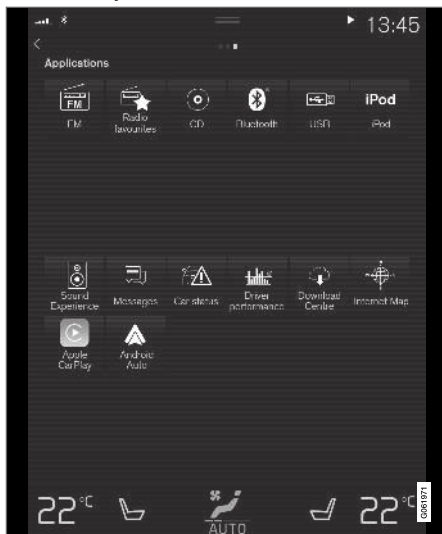 13:45
Applications
FM
iPod
FM
Radio
favourites
CD
Bluetooth
USB
iPod
Sound
Experience
Messages
Car status
Driver
performance
Download
Centre
Internet Map
Apple
CarPlay
Android
Auto
22°C
22°C
AUTO
G061971